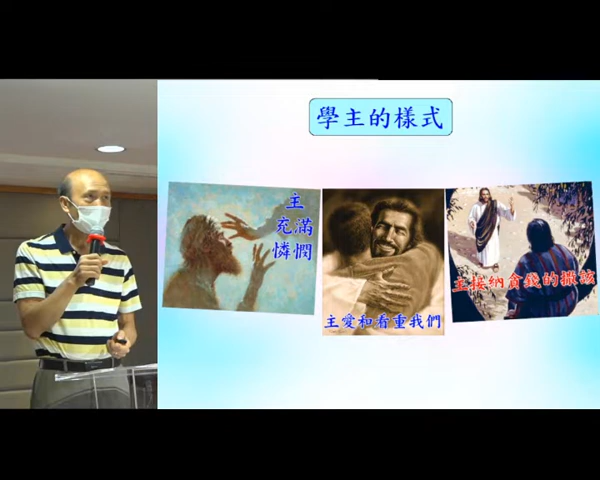 學主的樣式
主
充滿
憐憫
主愛和看重我們
主接納貪錢的撒該